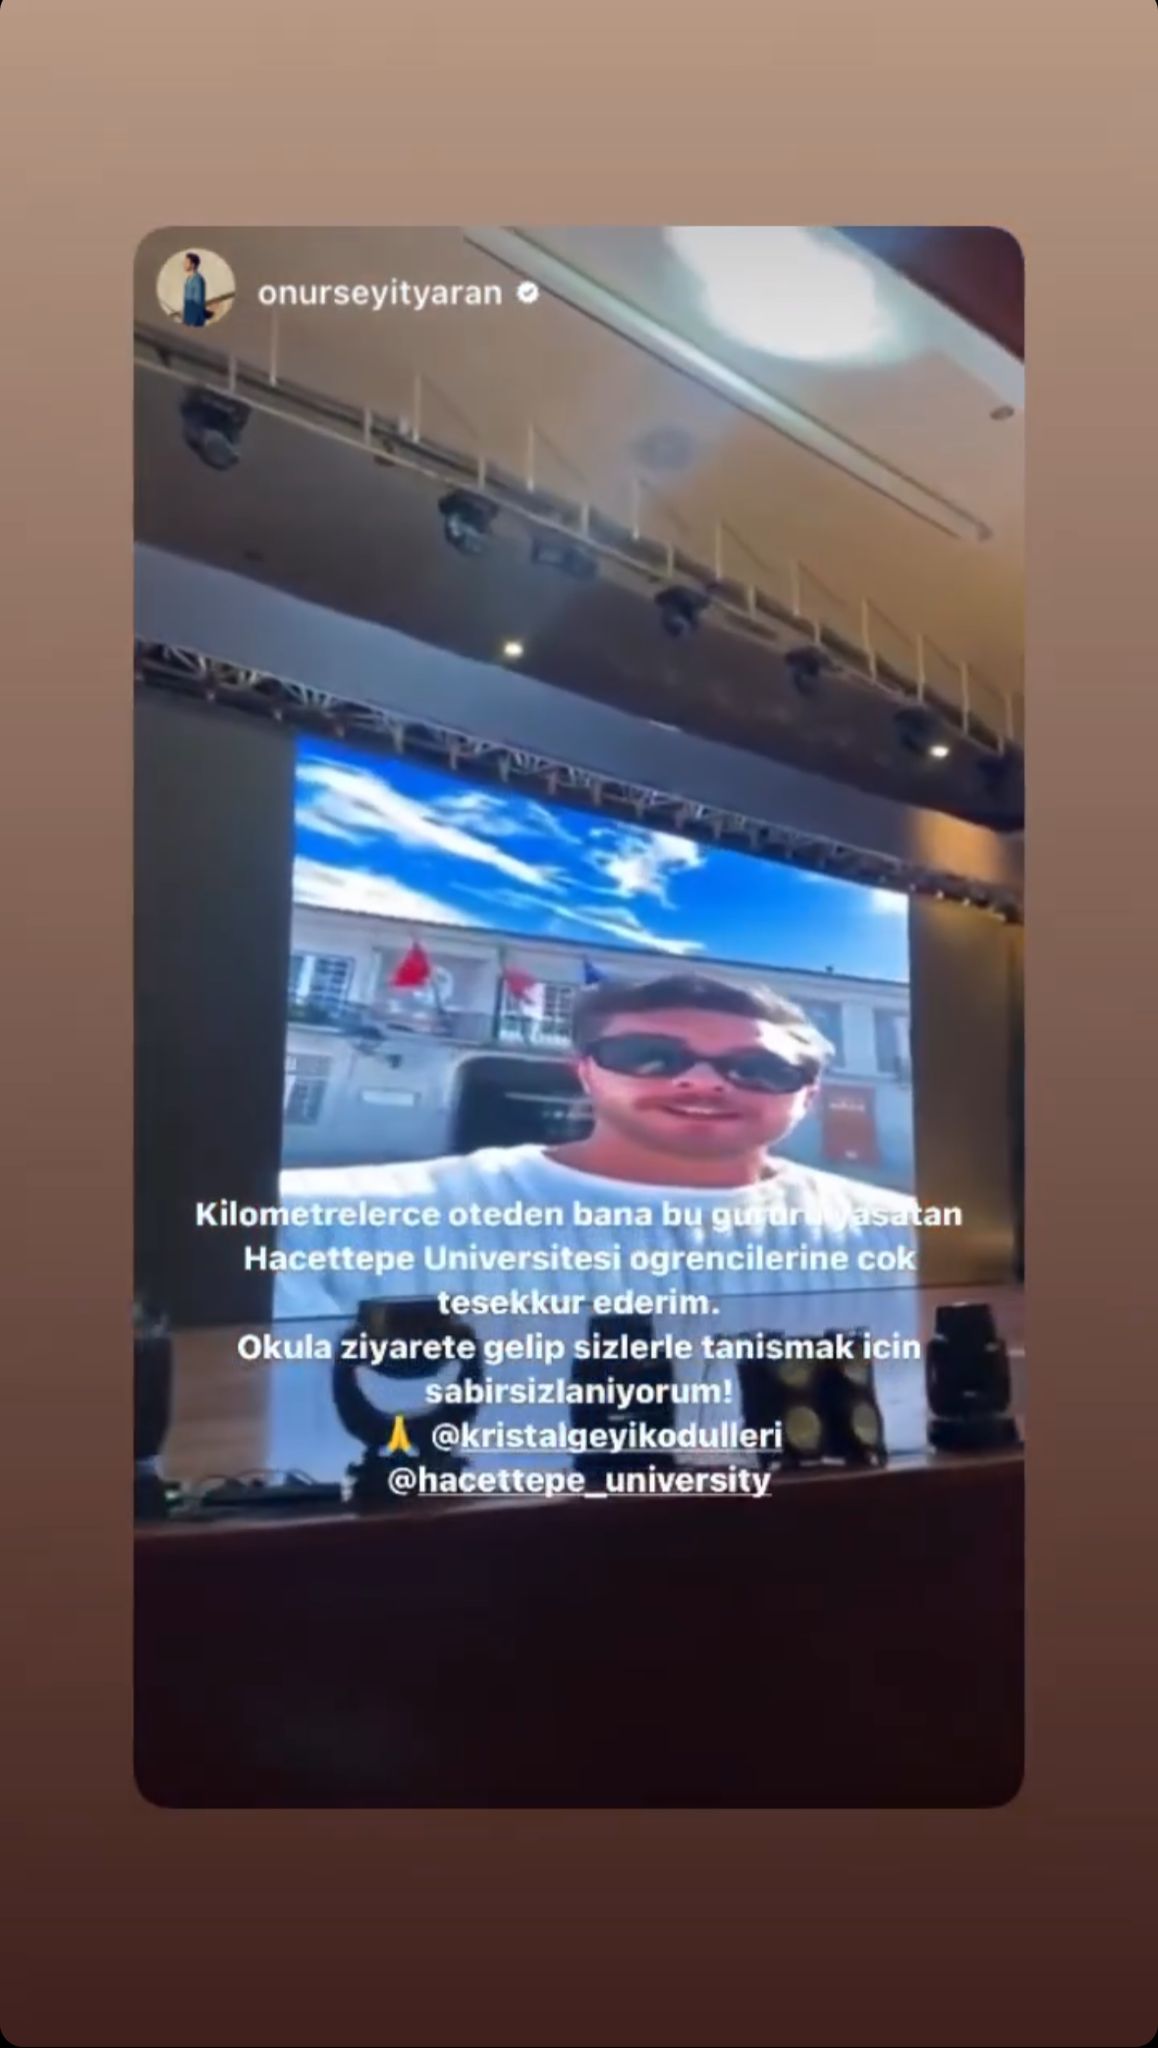 onurseyityaran
Kilometrelerce oteden bana bu gururu yasatan
Hacettepe Universitesi ogrencilerine cok
tesekkur ederim.
Okula ziyarete gelip sizlerle tanismak icin
sabirsizlaniyorum!
🙏 @kristalgeyikodulleri
@hacettepe_university